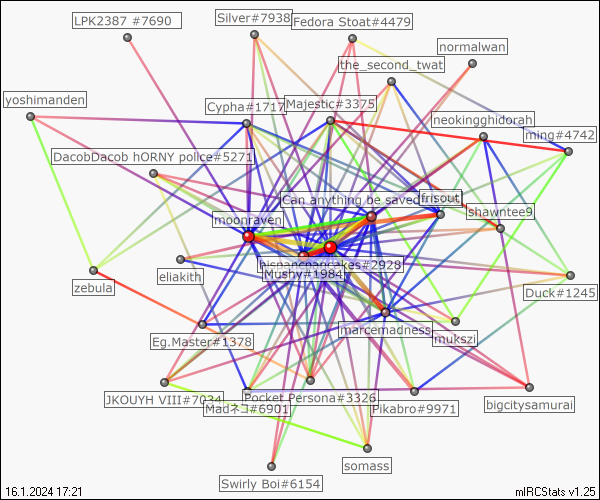 LPK2387 #7690
Silver#7938
Fedora Stoat#4479
normalwan
the_second_twat
yoshimanden
Cypha#1717
Majestic#3375
neokingghidorah
ming#4742
DacobDacob hORNY police#5271
Can anything be saved
frisout
shawntee9
moonraven
#2928
Mushy#1984
eliakith
zebula
Duck#1245
marcemadness
mukszi
Eg.Master#1378
JKOUYH VIII#7034
Madネコ#6901
Pocket Persona#3326
Pikabro#9971
bigcitysamurai
somass
Swirly Boi#6154
16.1.2024 17:21
mIRCStats v1.25